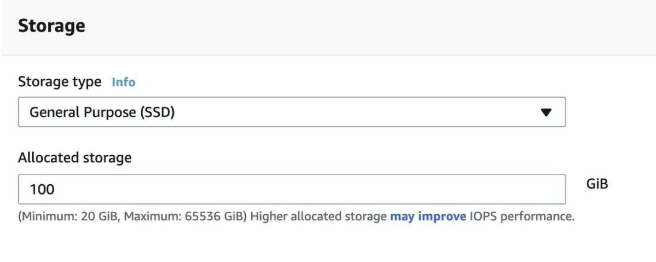 Storage
Storage type Info
General Purpose (SSD)
Allocated storage
100
GiB
(Minimum: 20 GiB, Maximum: 65536 GiB) Higher allocated storage may improve IOPS performance.